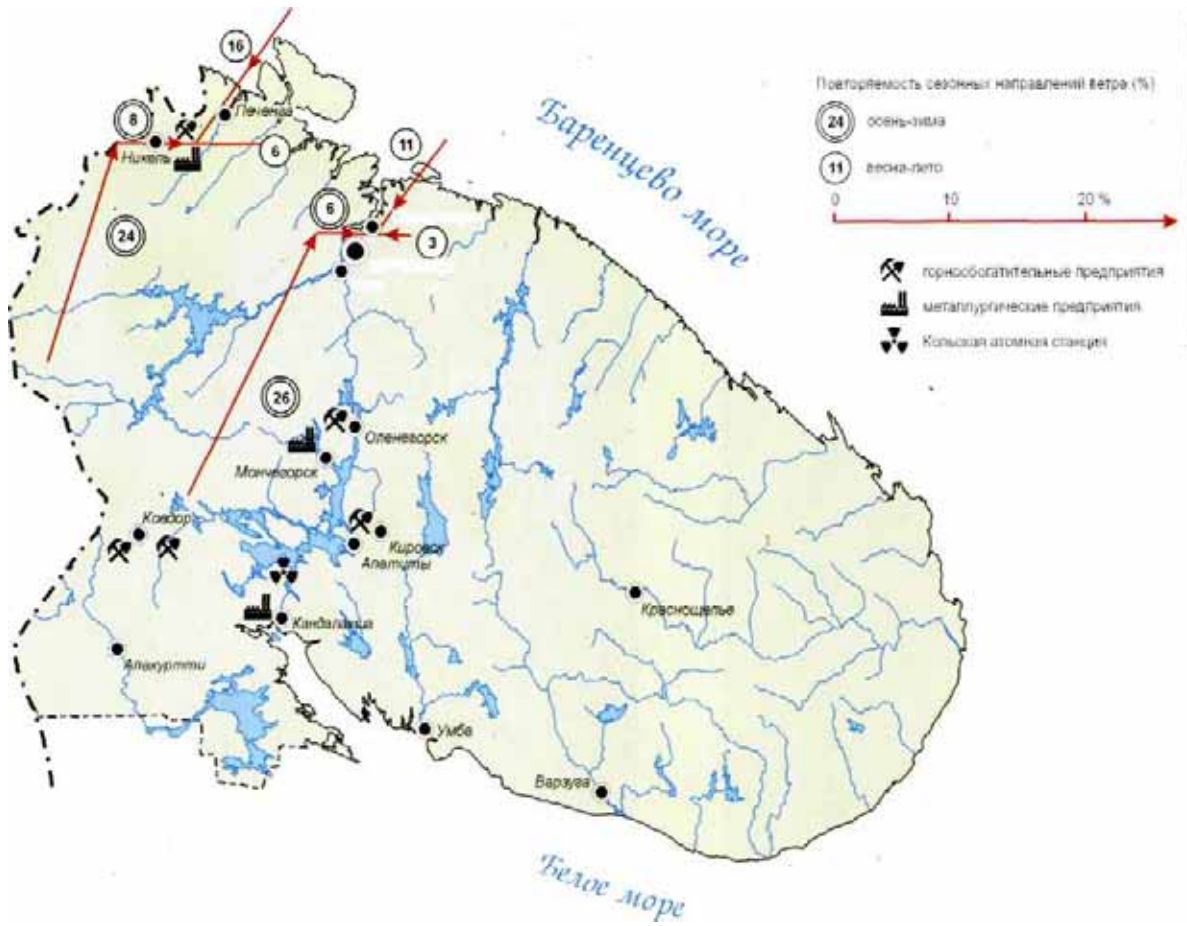 16
Печенга
8
Никель
6
11
6
24
3
26
Оленегорск
Мончегорск
Ковдор
Кировск
Апатиты
Кандалакша
Краснощелье
Алакуртти
Умба
Варзуга
Баренцево море
Белое море
Повторяемость сезонных направлений ветра (%)
24 осень-зима
11 весна-лето
0 10 20 %
горнообогатительные предприятия
металлургические предприятия
Кольская атомная станция